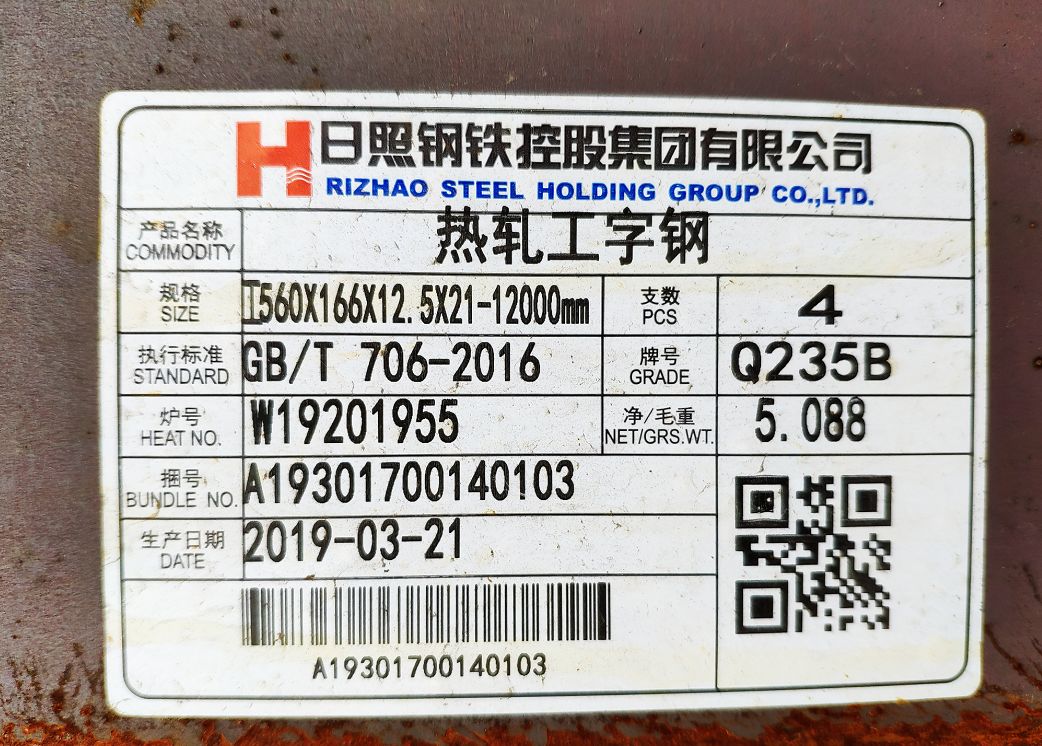 日照钢铁控股集团有限公司
RIZHAO STEEL HOLDING GROUP CO.,LTD.
产品名称
COMMODITY
热轧工字钢
规格
SIZE
I560X166X12.5X21-12000mm
支数
PCS
4
执行标准
STANDARD
GB/T 706-2016
牌号
GRADE
Q235B
炉号
HEAT NO.
W19201955
净/毛重
NET/GRS.WT.
5.088
捆号
BUNDLE NO.
A19301700140103
生产日期
DATE
2019-03-21
A19301700140103